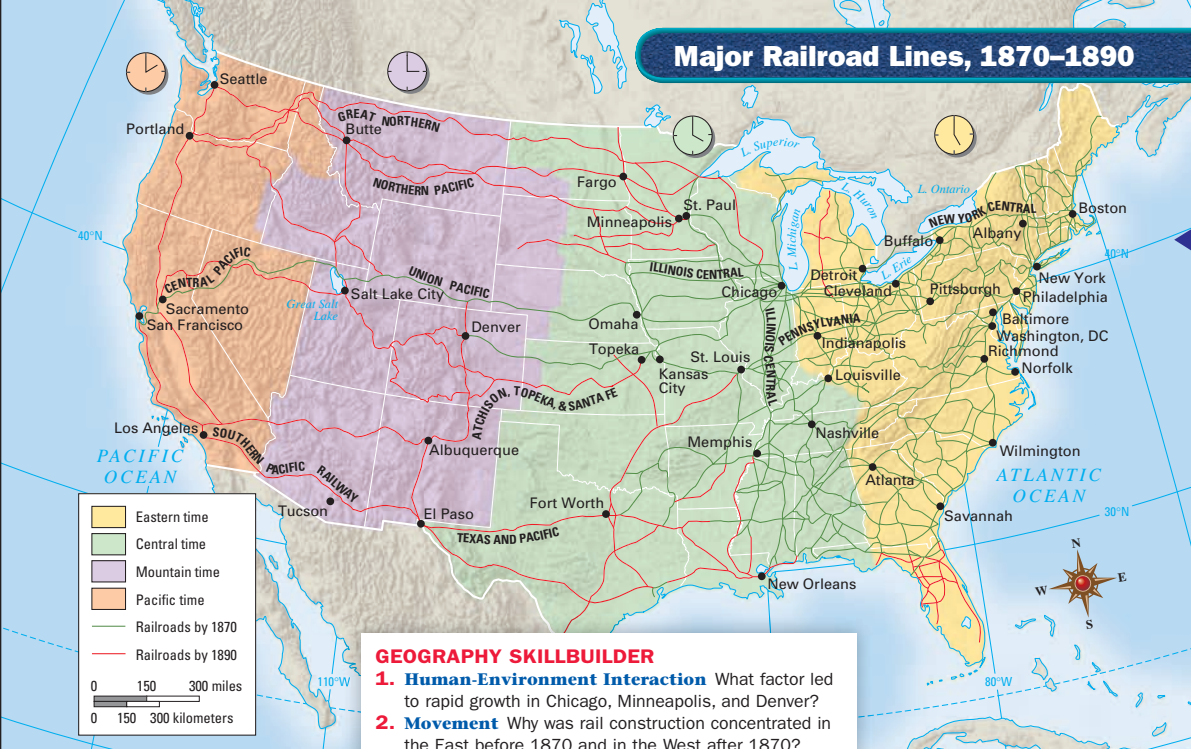 Major Railroad Lines, 1870–1890
Seattle
Portland
GREAT NORTHERN
Butte
NORTHERN PACIFIC
Fargo
L. Superior
St. Paul
Minneapolis
L. Michigan
L. Huron
L. Ontario
NEW YORK CENTRAL
Boston
Albany
Buffalo
L. Erie
40°N
40°N
CENTRAL PACIFIC
Sacramento
San Francisco
Great Salt
Lake
Salt Lake City
UNION PACIFIC
ILLINOIS CENTRAL
Chicago
Detroit
Cleveland
Pittsburgh
New York
Philadelphia
Baltimore
Washington, DC
Richmond
Norfolk
Denver
Omaha
Topeka
Kansas
City
St. Louis
ILLINOIS CENTRAL
PENNSYLVANIA
Indianapolis
Louisville
ATCHISON, TOPEKA, & SANTA FE
Los Angeles
SOUTHERN PACIFIC RAILWAY
Albuquerque
Memphis
Nashville
Wilmington
Atlanta
PACIFIC
OCEAN
ATLANTIC
OCEAN
Tucson
El Paso
Fort Worth
TEXAS AND PACIFIC
Savannah
30°N
New Orleans
N
W
E
S
110°W
80°W
Eastern time
Central time
Mountain time
Pacific time
Railroads by 1870
Railroads by 1890
0 150 300 miles
0 150 300 kilometers
GEOGRAPHY SKILLBUILDER
1. Human-Environment Interaction What factor led
to rapid growth in Chicago, Minneapolis, and Denver?
2. Movement Why was rail construction concentrated in
the East before 1870 and in the West after 1870?